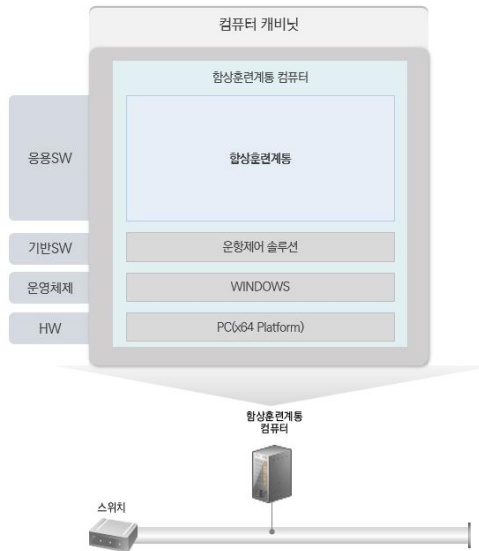 컴퓨터 캐비닛
함상훈련계통 컴퓨터
응용SW
함상훈련계통
기반SW
운항제어 솔루션
운영체제
WINDOWS
HW
PC(x64 Platform)
함상훈련계통
컴퓨터
스위치